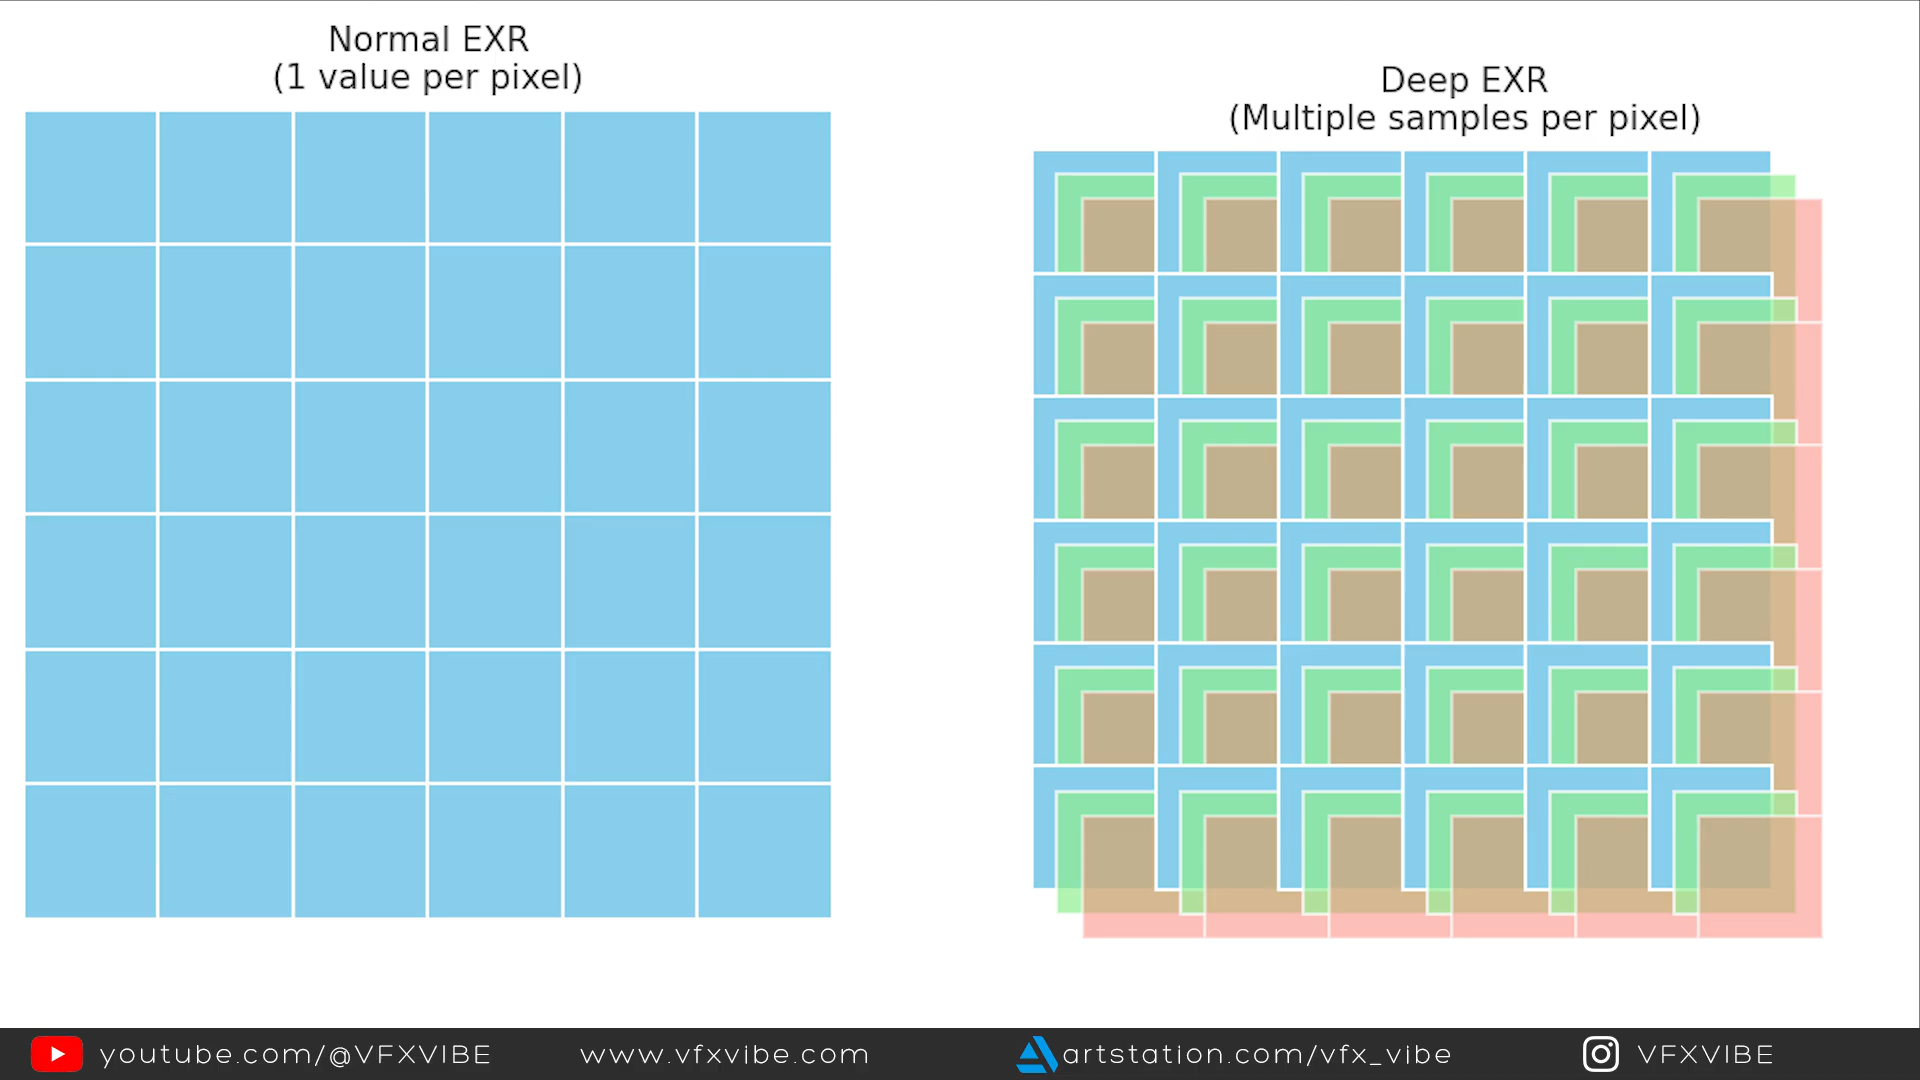 Normal EXR
(1 value per pixel)
Deep EXR
(Multiple samples per pixel)
youtube.com/@VFXVIBE
www.vfxvibe.com
artstation.com/vfx_vibe
VFXVIBE